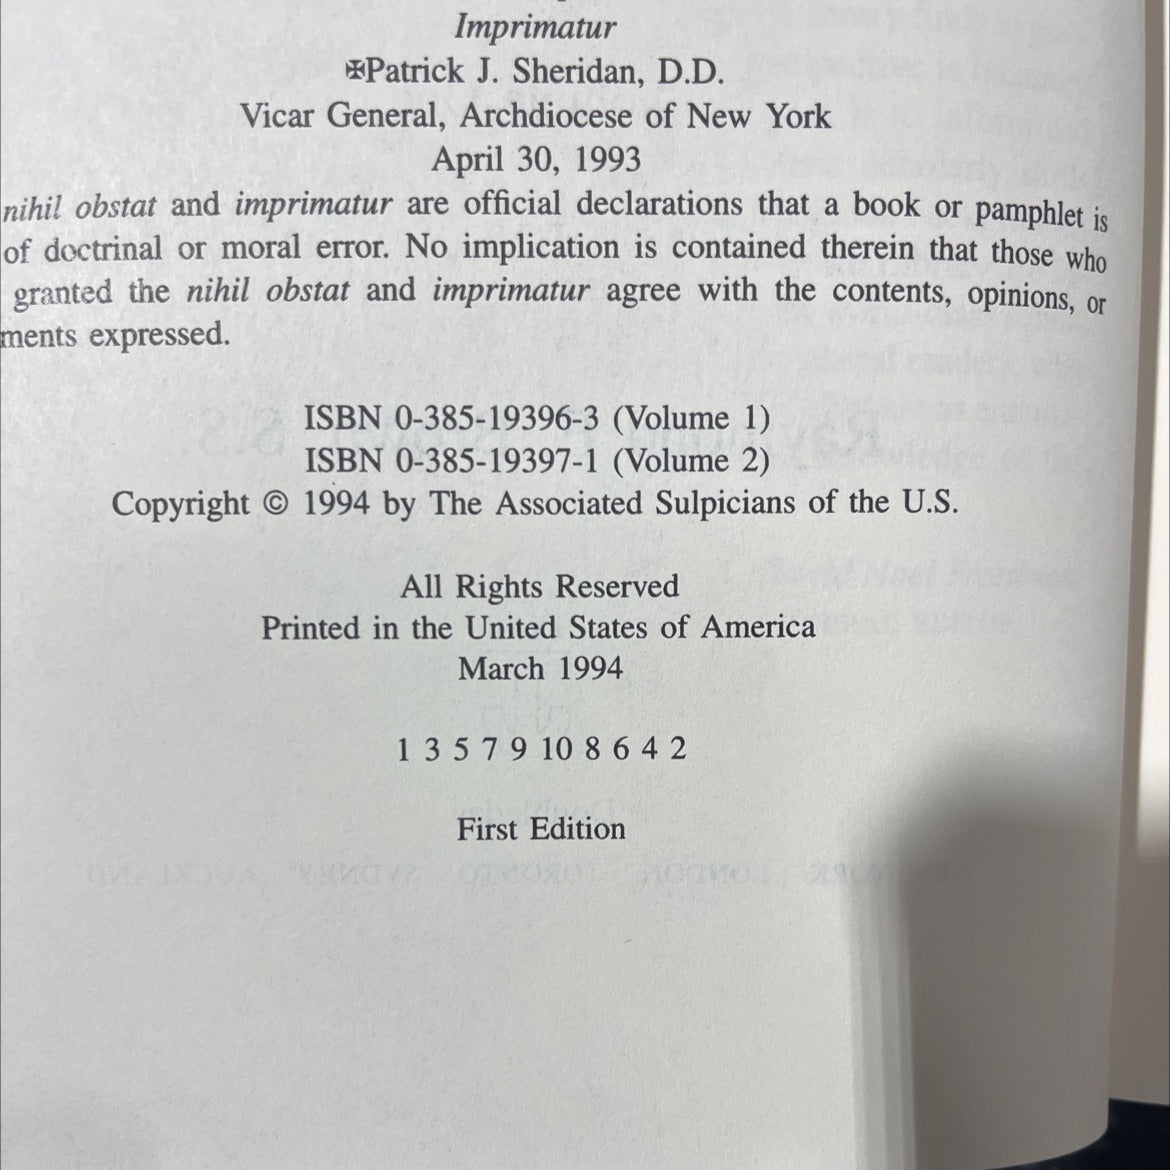 Imprimatur
✠Patrick J. Sheridan, D.D.
Vicar General, Archdiocese of New York
April 30, 1993
nihil obstat and imprimatur are official declarations that a book or pamphlet is
of doctrinal or moral error. No implication is contained therein that those who
granted the nihil obstat and imprimatur agree with the contents, opinions, or
ments expressed.
ISBN 0-385-19396-3 (Volume 1)
ISBN 0-385-19397-1 (Volume 2)
Copyright © 1994 by The Associated Sulpicians of the U.S.
All Rights Reserved
Printed in the United States of America
March 1994
1 3 5 7 9 10 8 6 4 2
First Edition